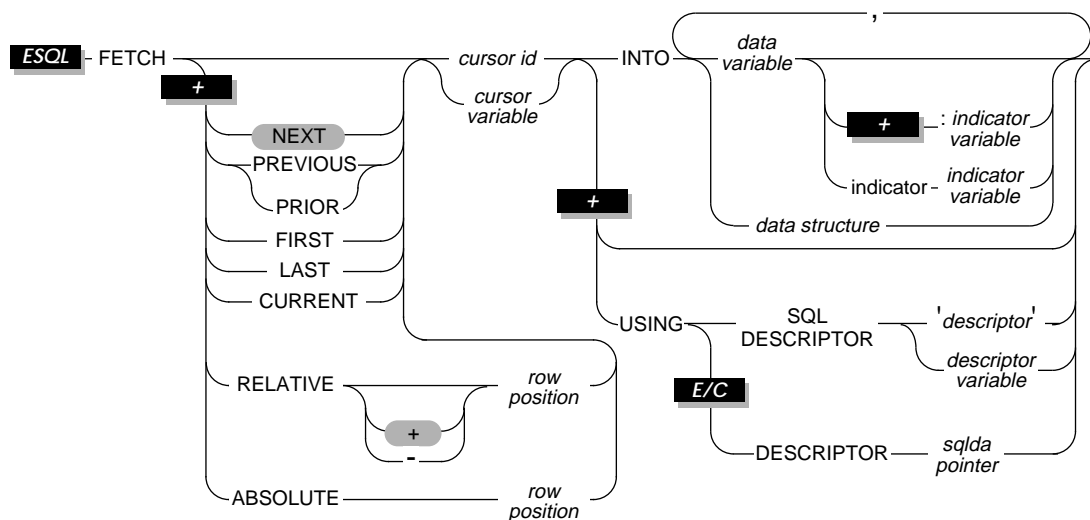 ,
ESQL FETCH cursor id INTO data
variable
+ cursor
variable
+ : indicator
variable
NEXT
PREVIOUS
PRIOR
indicator indicator
variable
+
FIRST
data structure
LAST
CURRENT
USING SQL
DESCRIPTOR
'descriptor'
descriptor
variable
RELATIVE row
position
E/C
+
-
DESCRIPTOR sqlda
pointer
ABSOLUTE row
position